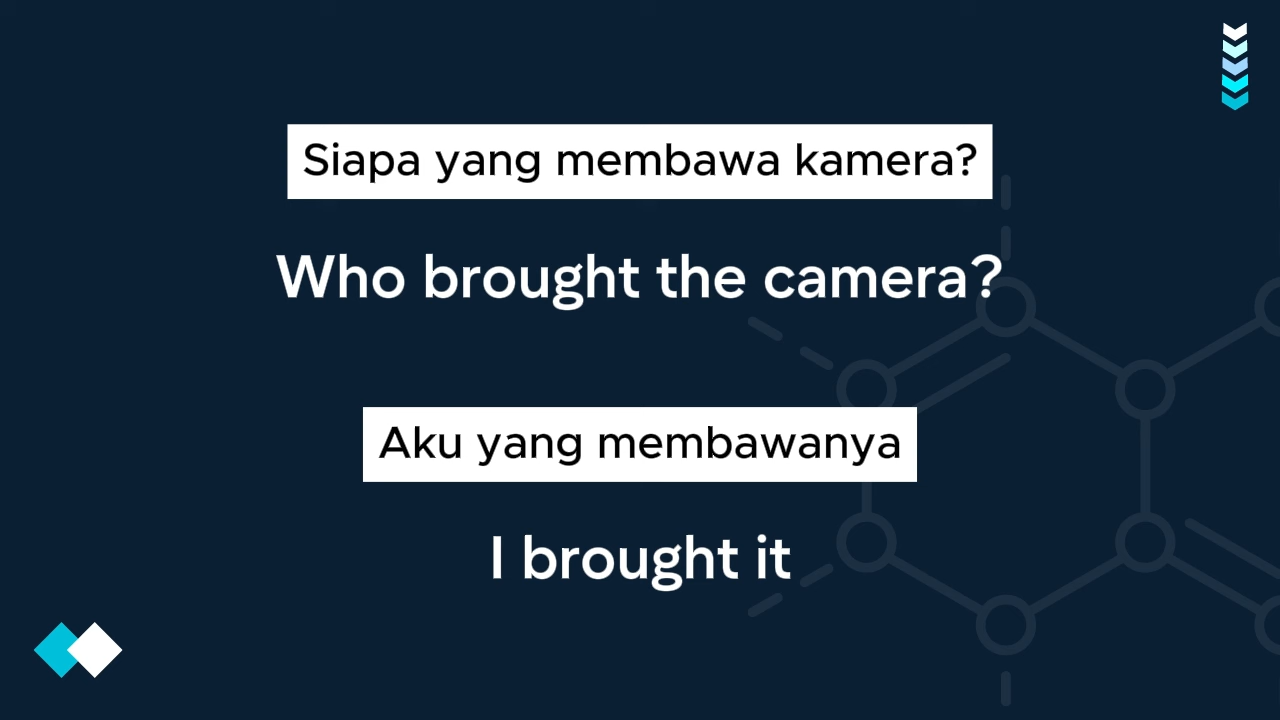 Siapa yang membawa kamera?
Who brought the camera?
Aku yang membawanya
I brought it